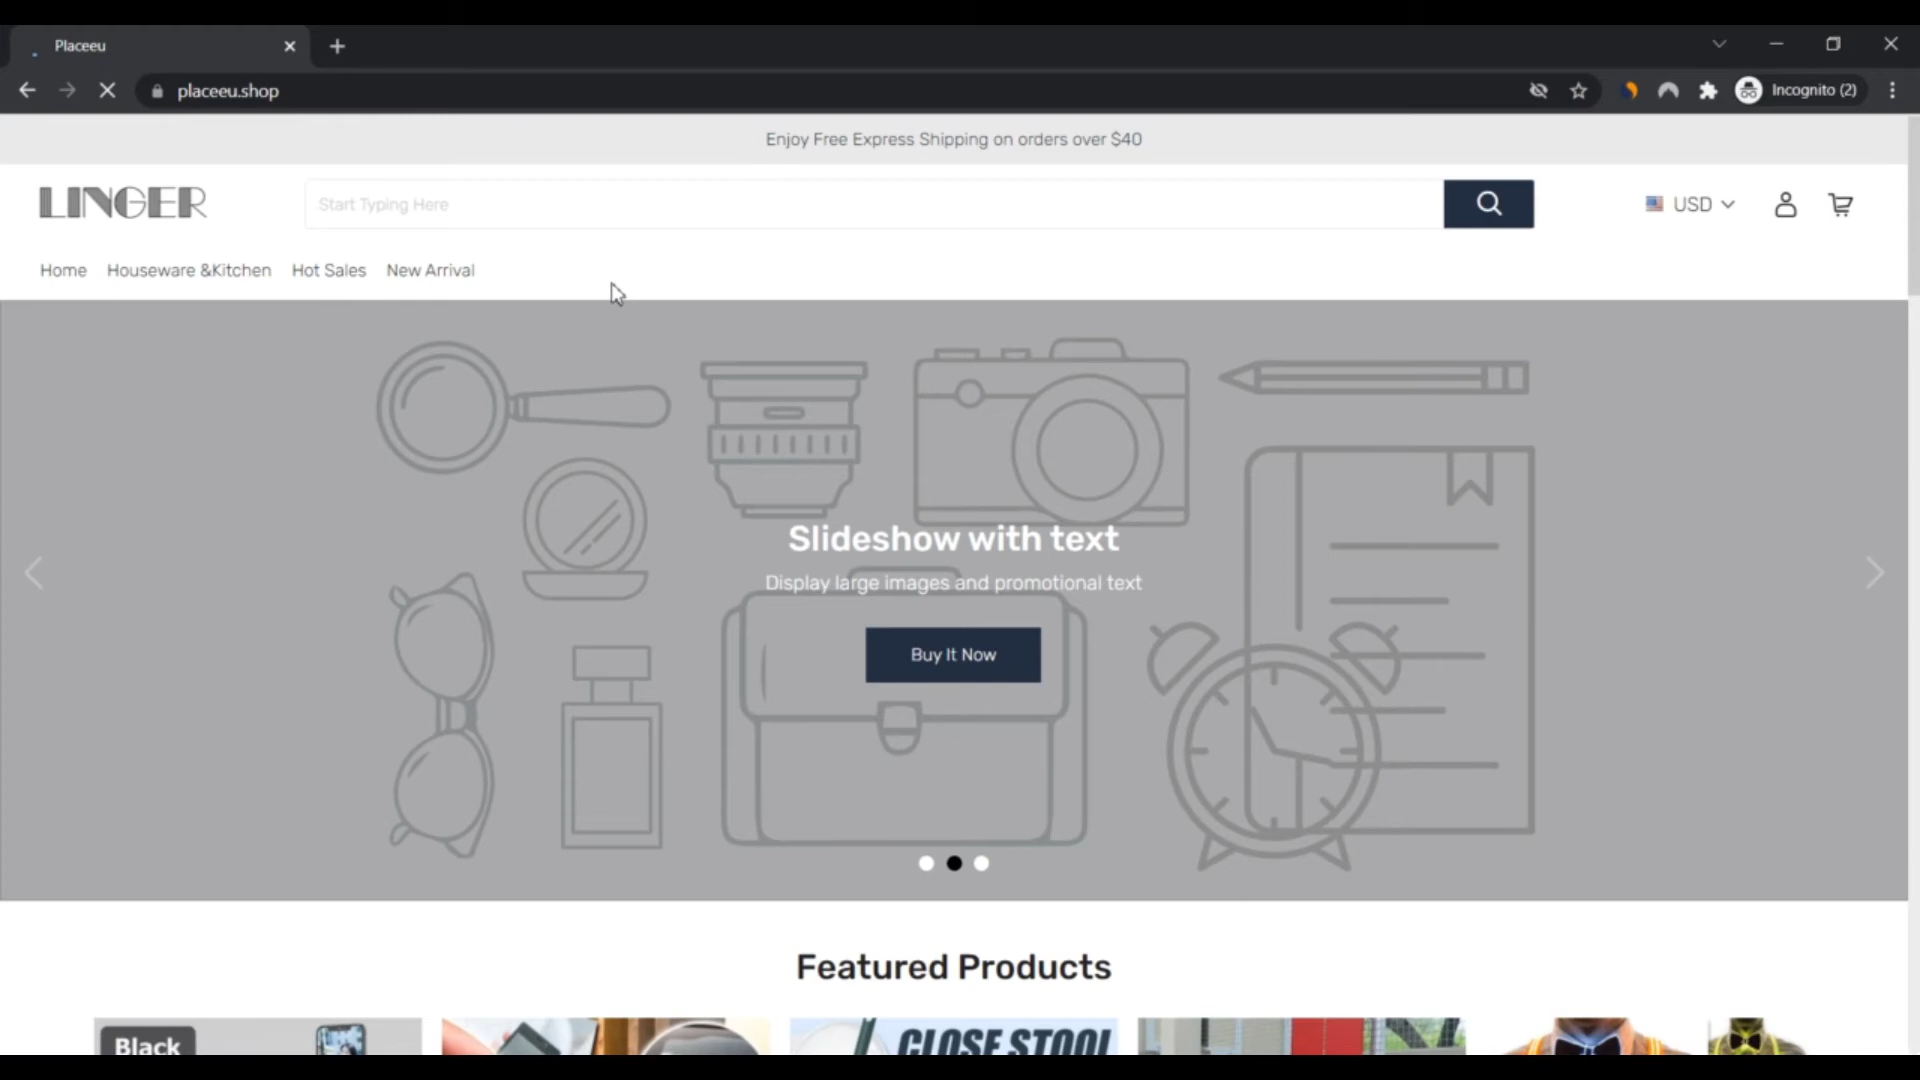 Placeeu
placeeu.shop
Incognito (2)
Enjoy Free Express Shipping on orders over $40
LINGER
Start Typing Here
USD
Home Houseware &Kitchen Hot Sales New Arrival
Slideshow with text
Display large images and promotional text
Buy It Now
Featured Products
Black
CLOSE STOOL